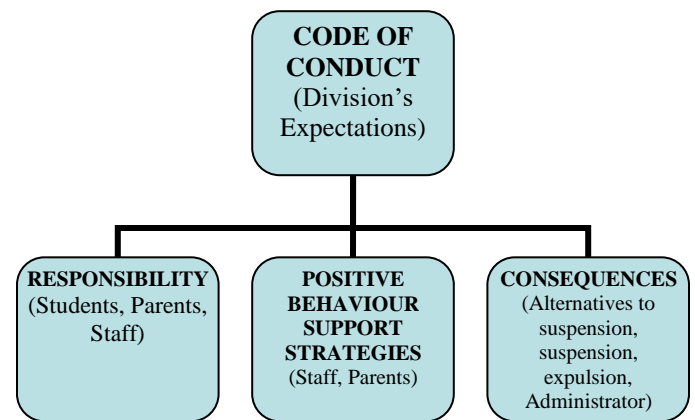 CODE OF
CONDUCT
(Division’s
Expectations)
RESPONSIBILITY
(Students, Parents,
Staff)
POSITIVE
BEHAVIOUR
SUPPORT
STRATEGIES
(Staff, Parents)
CONSEQUENCES
(Alternatives to
suspension,
suspension,
expulsion,
Administrator)